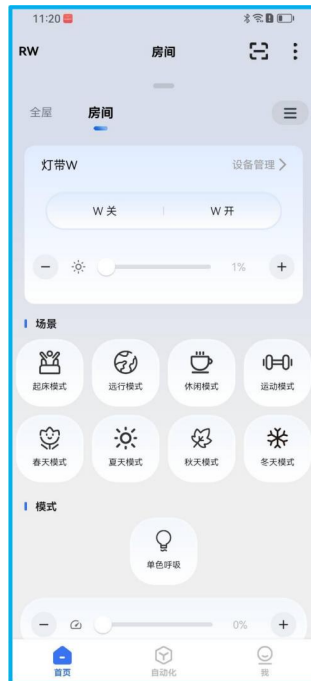 11:20
RW 房间
全屋 房间
灯带W 设备管理
W 关 W 开
1%
场景
起床模式 远行模式 休闲模式 运动模式
春天模式 夏天模式 秋天模式 冬天模式
模式
单色呼吸
0%
首页 自动化 我